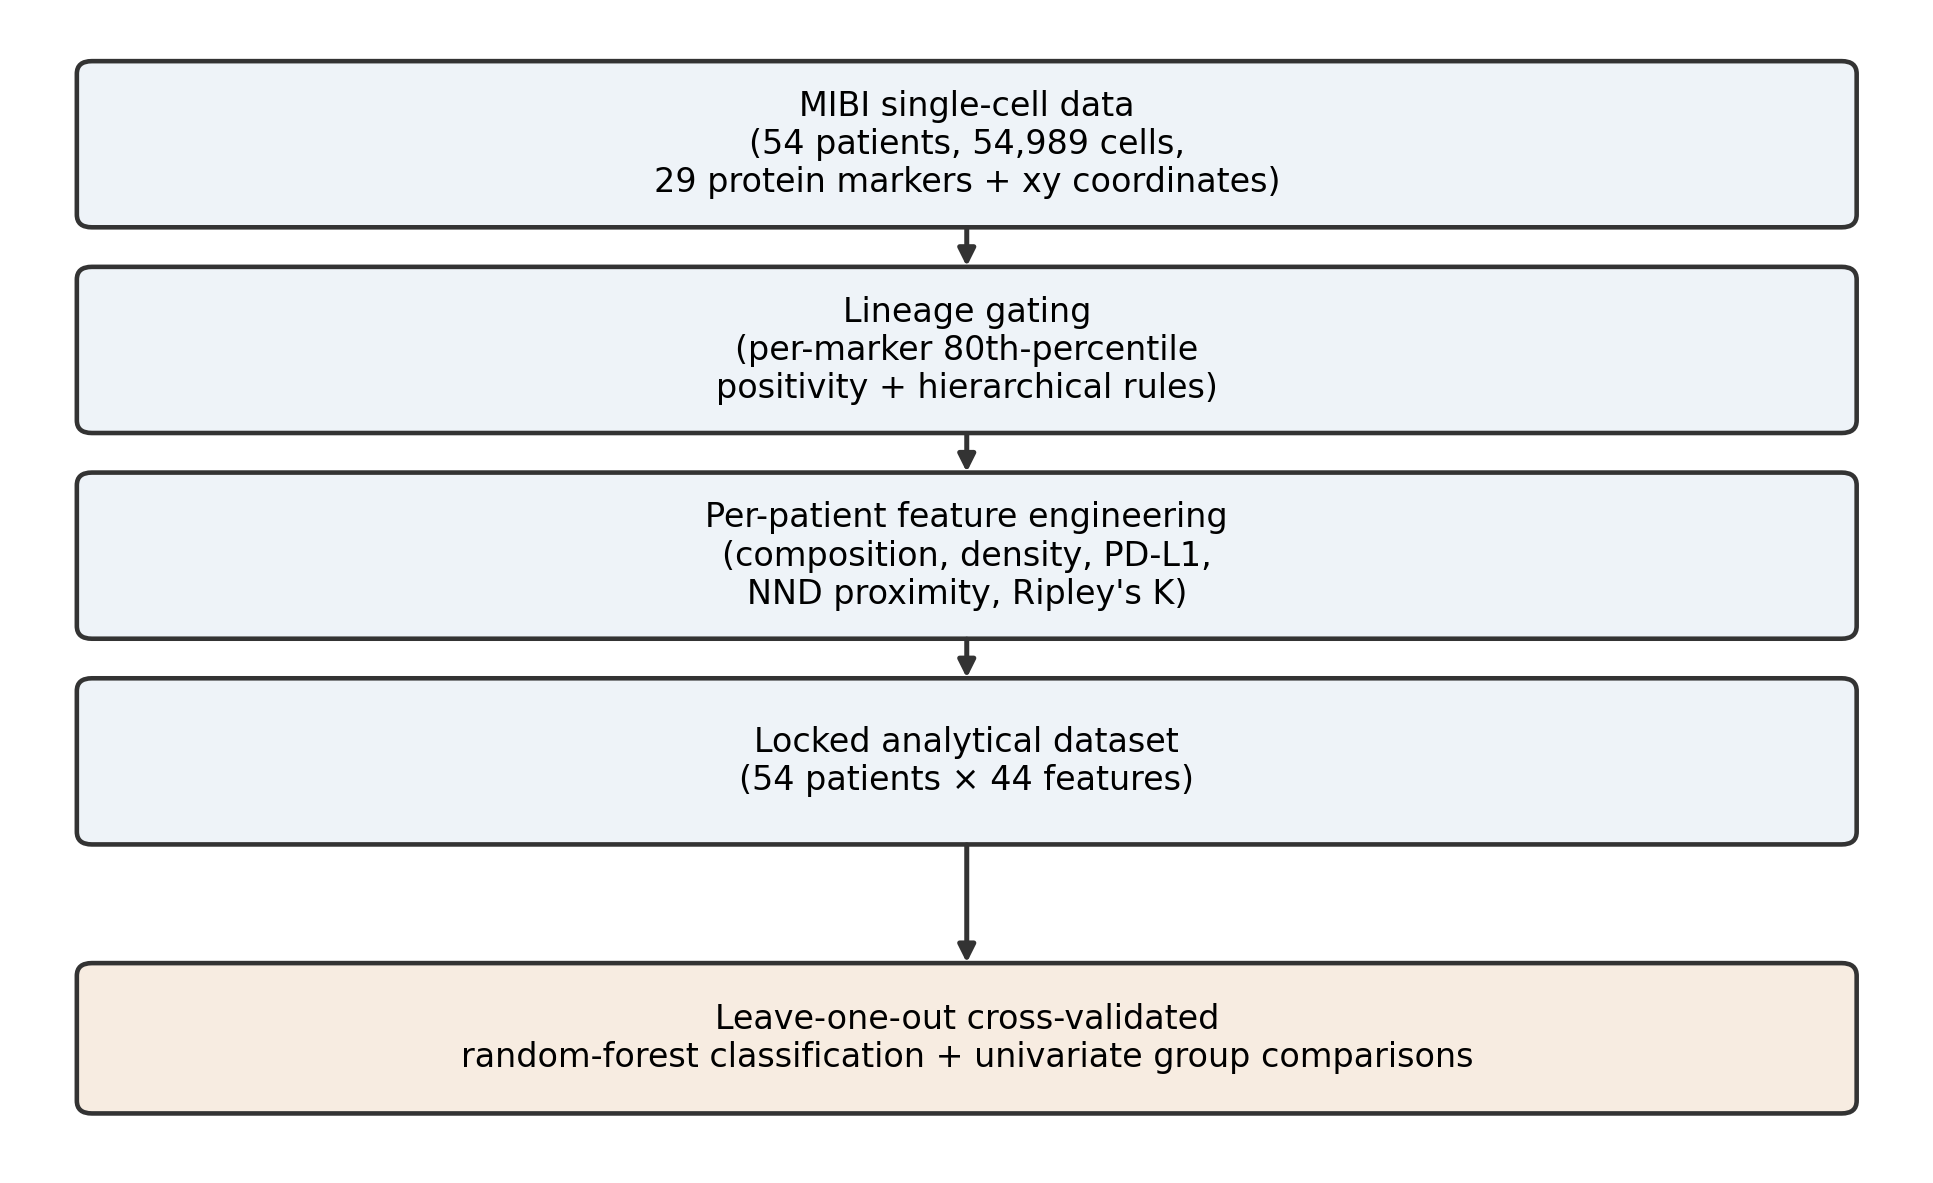 MIBI single-cell data
(54 patients, 54,989 cells,
29 protein markers + xy coordinates)
Lineage gating
(per-marker 80th-percentile
positivity + hierarchical rules)
Per-patient feature engineering
(composition, density, PD-L1,
NND proximity, Ripley's K)
Locked analytical dataset
(54 patients × 44 features)
Leave-one-out cross-validated
random-forest classification + univariate group comparisons